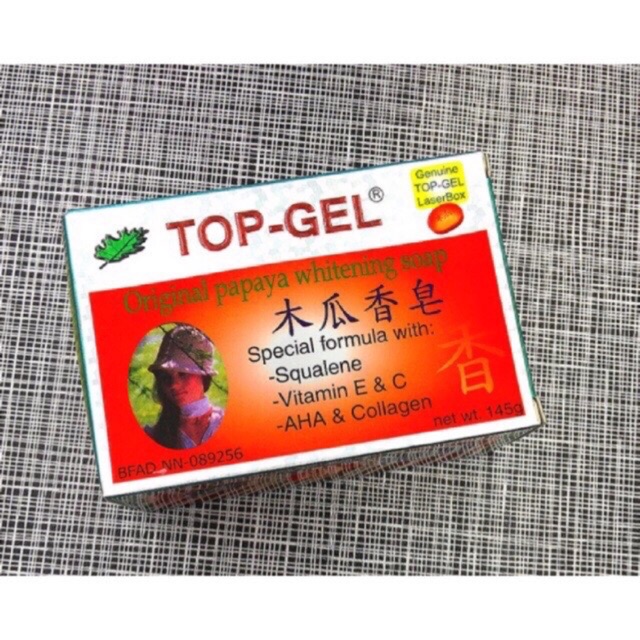 Genuine
TOP-GEL
LaserBox
TOP-GEL®
Original papaya whitening soap
木瓜香皂
Special formula with:
-Squalene
-Vitamin E & C
-AHA & Collagen
香
net wt. 145g
BFAD NN-089256